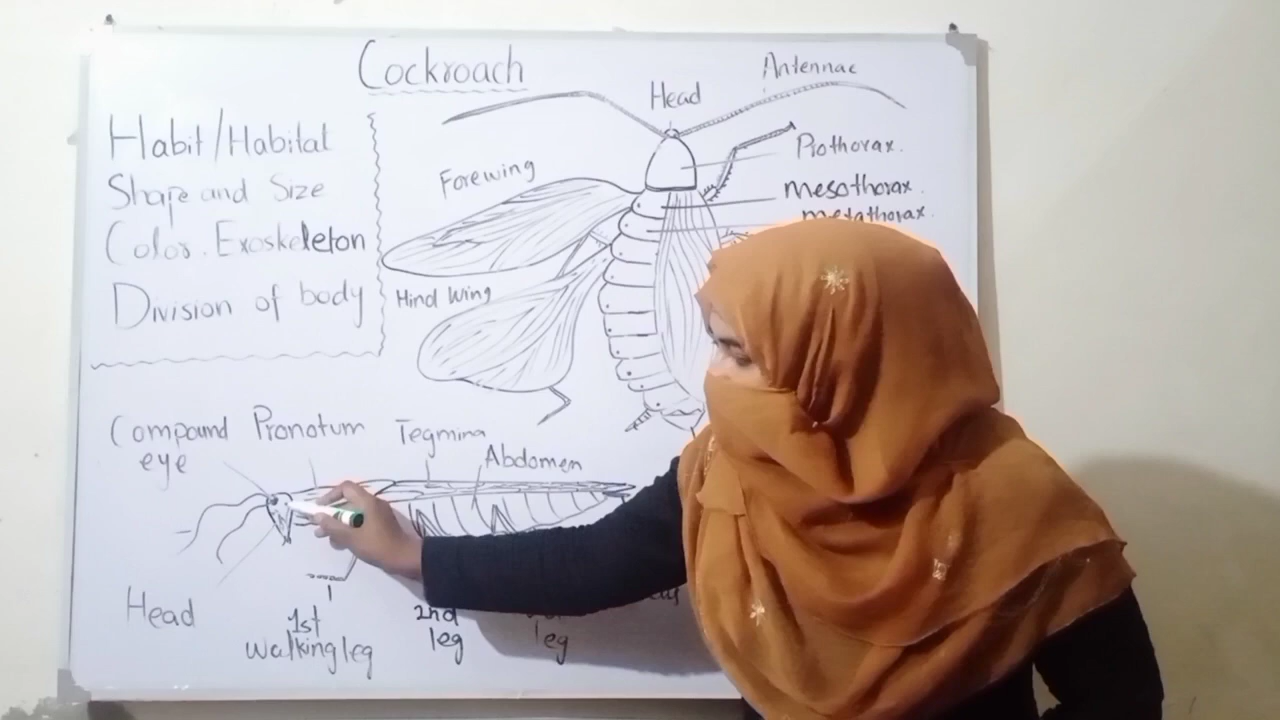 Cockroach
Habit/Habitat
Shape and Size
Color. Exoskeleton
Division of body
Antennae
Head
Prothorax.
mesothorax.
metathorax.
Forewing
Hind Wing
Compound
eye
Pronotum
Tegmina
Abdomen
Head
1st
walking leg
2nd
leg
leg